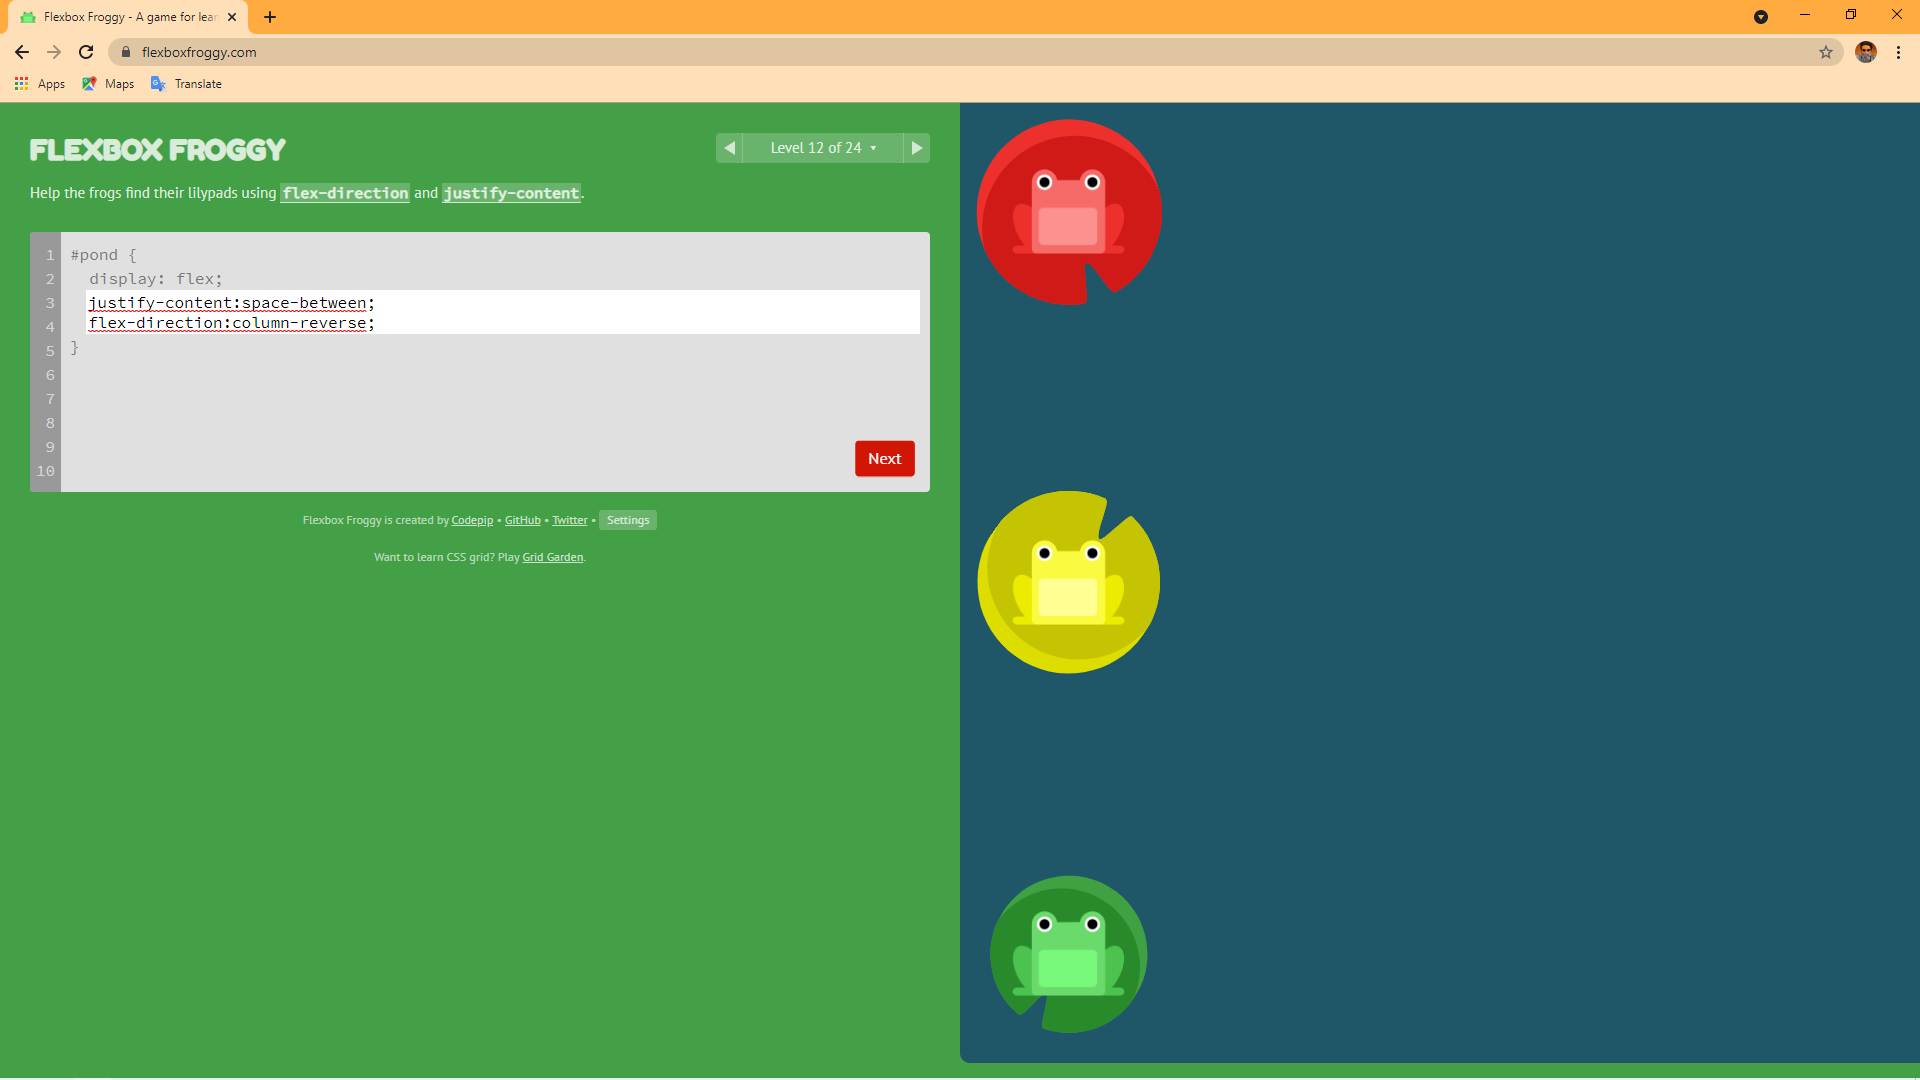 Flexbox Froggy - A game for lear
flexboxfroggy.com
Apps Maps Translate
FLEXBOX FROGGY
Level 12 of 24
Help the frogs find their lilypads using flex-direction and justify-content.
1 #pond {
2 display: flex;
3 justify-content:space-between;
4 flex-direction:column-reverse;
5 }
6
7
8
9
10
Next
Flexbox Froggy is created by Codepip • GitHub • Twitter • Settings
Want to learn CSS grid? Play Grid Garden.